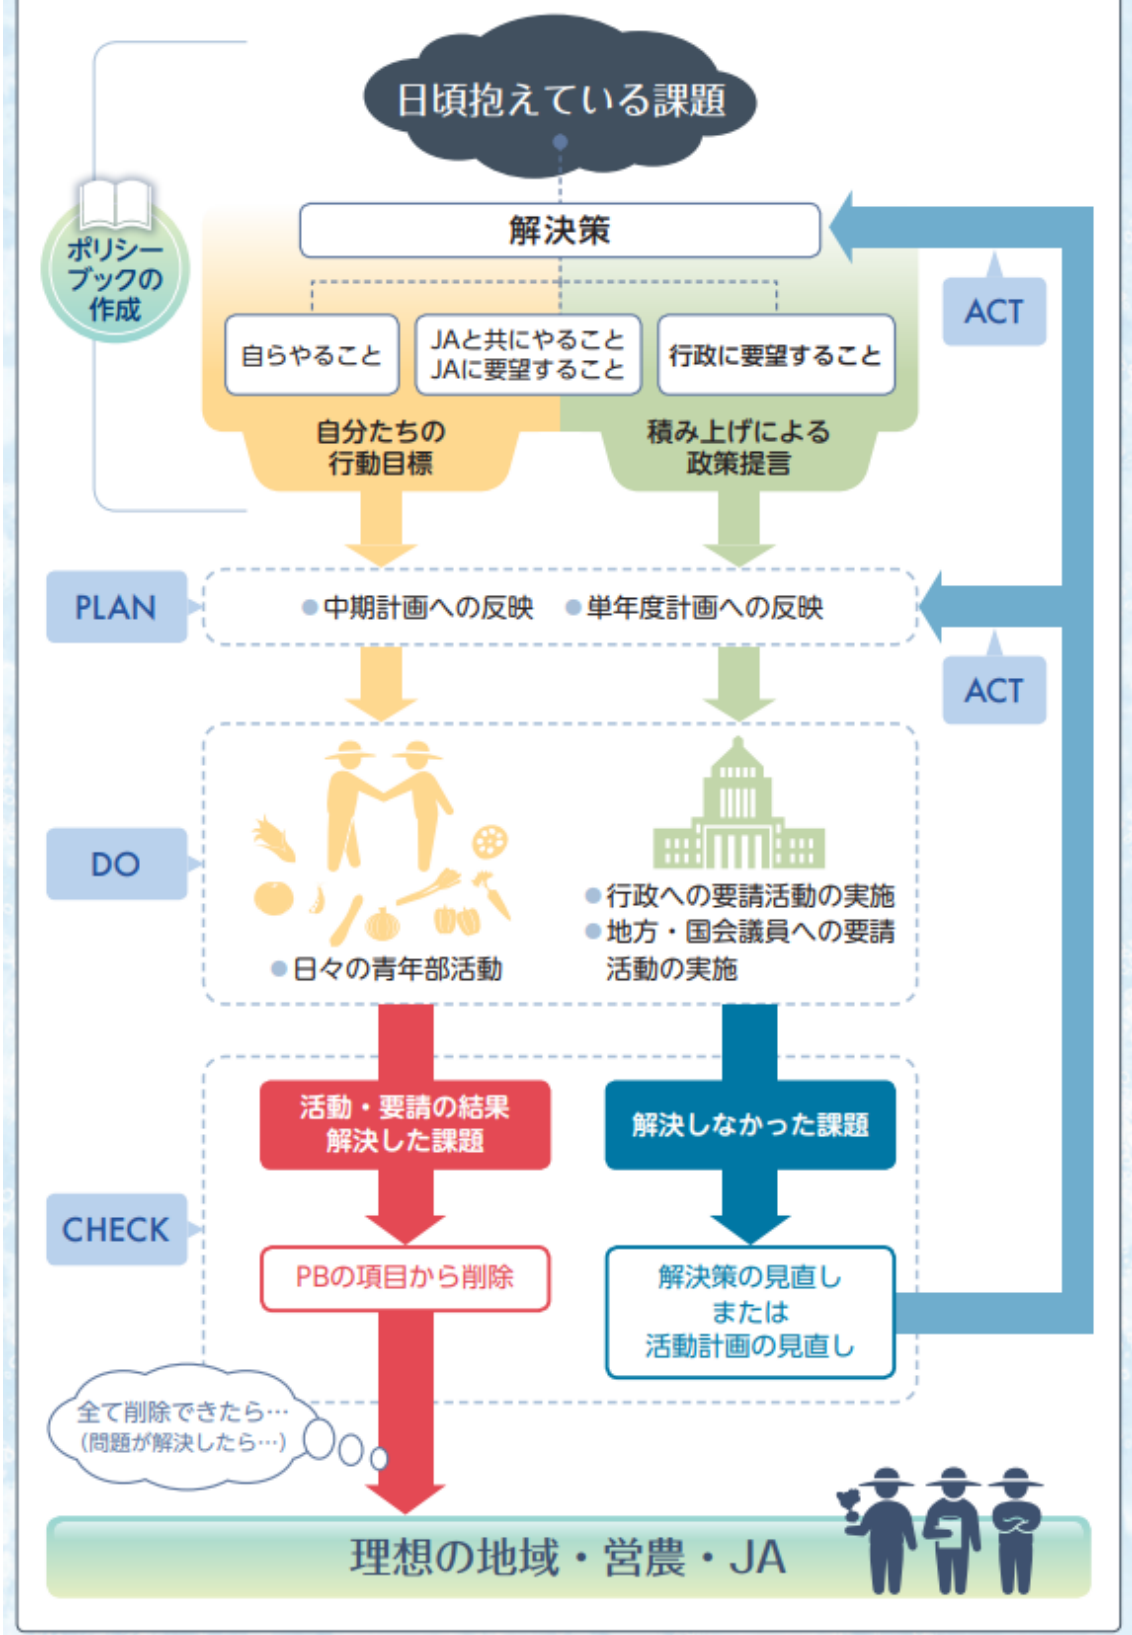 日頃抱えている課題
ポリシー
ブックの
作成
解決策
ACT
自らやること
JAと共にやること
JAに要望すること
行政に要望すること
自分たちの
行動目標
積み上げによる
政策提言
PLAN
●中期計画への反映
●単年度計画への反映
ACT
DO
●日々の青年部活動
●行政への要請活動の実施
●地方・国会議員への要請
活動の実施
CHECK
活動・要請の結果
解決した課題
解決しなかった課題
PBの項目から削除
解決策の見直し
または
活動計画の見直し
全て削除できたら…
（問題が解決したら…）
理想の地域・営農・JA